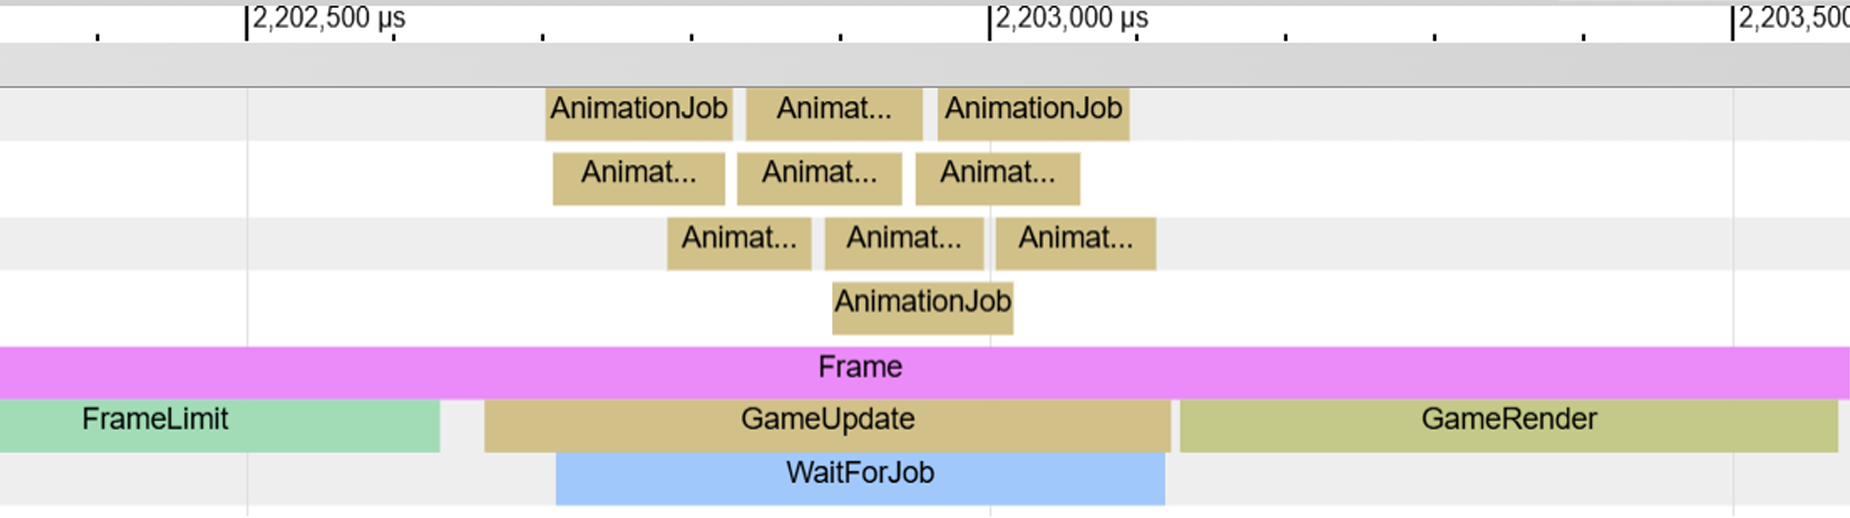 2,202,500 µs 2,203,000 µs 2,203,500
AnimationJob Animat... AnimationJob
Animat... Animat... Animat...
Animat... Animat... Animat...
AnimationJob
Frame
FrameLimit GameUpdate GameRender
WaitForJob